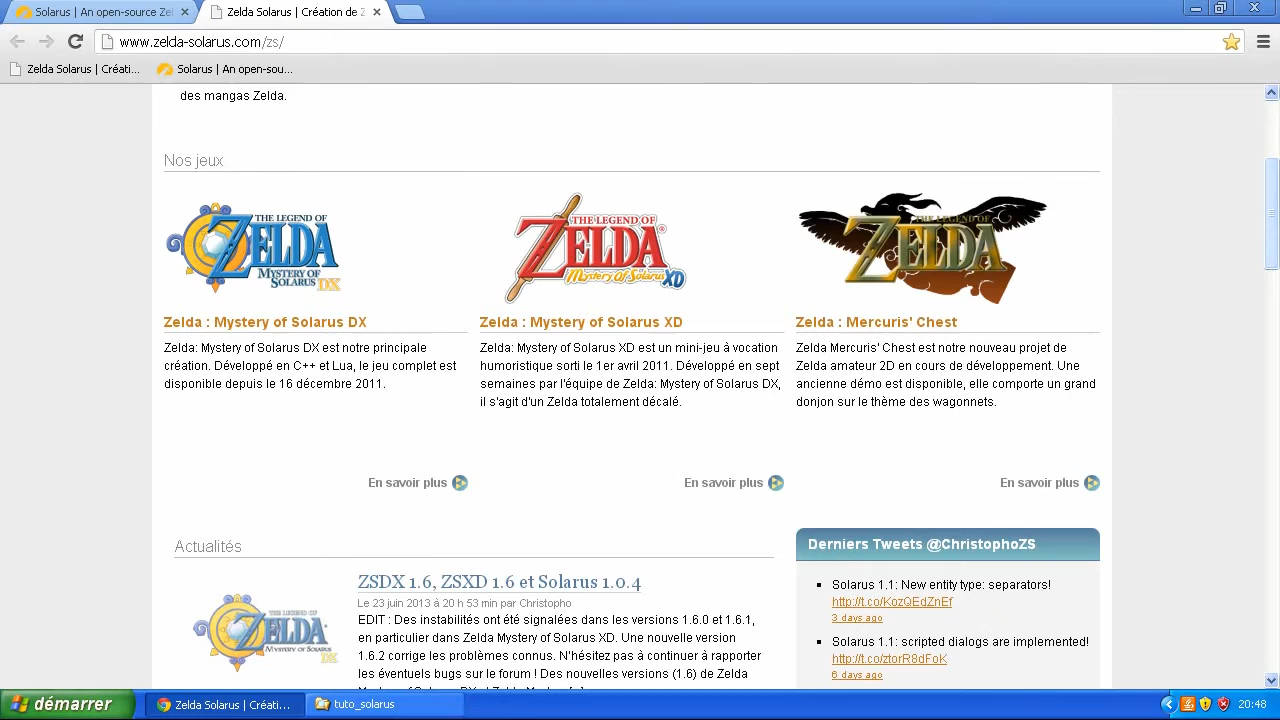 Solarus | An open-source Zel
Zelda Solarus | Création de Z
www.zelda-solarus.com/zs/
Zelda Solarus | Créati...
Solarus | An open-sou...
des mangas Zelda.
Nos jeux
THE LEGEND OF
ZELDA
MYSTERY OF
SOLARUS DX
THE LEGEND OF
ZELDA
Mystery Of Solarus XD
THE LEGEND OF
ZELDA
Zelda : Mystery of Solarus DX
Zelda: Mystery of Solarus DX est notre principale
création. Développé en C++ et Lua, le jeu complet est
disponible depuis le 16 décembre 2011.
En savoir plus
Zelda : Mystery of Solarus XD
Zelda: Mystery of Solarus XD est un mini-jeu à vocation
humoristique sorti le 1er avril 2011. Développé en sept
semaines par l'équipe de Zelda: Mystery of Solarus DX,
il s'agit d'un Zelda totalement décalé.
En savoir plus
Zelda : Mercuris' Chest
Zelda Mercuris' Chest est notre nouveau projet de
Zelda amateur 2D en cours de développement. Une
ancienne démo est disponible, elle comporte un grand
donjon sur le thème des wagonnets.
En savoir plus
Actualités
THE LEGEND OF
ZELDA
MYSTERY OF
SOLARUS DX
ZSDX 1.6, ZSXD 1.6 et Solarus 1.0.4
Le 23 juin 2013 à 20 h 53 min par Christopho
EDIT : Des instabilités ont été signalées dans les versions 1.6.0 et 1.6.1,
en particulier dans Zelda Mystery of Solarus XD. Une nouvelle version
1.6.2 corrige les problèmes connus. N'hésitez pas à continuer à rapporter
les éventuels bugs sur le forum ! Des nouvelles versions (1.6) de Zelda
Derniers Tweets @ChristophoZS
Solarus 1.1: New entity type: separators!
http://t.co/KozQEdZnEf
3 days ago
Solarus 1.1: scripted dialogs are implemented!
http://t.co/ztorR8dFoK
6 days ago
démarrer
Zelda Solarus | Créati...
tuto_solarus
20:48